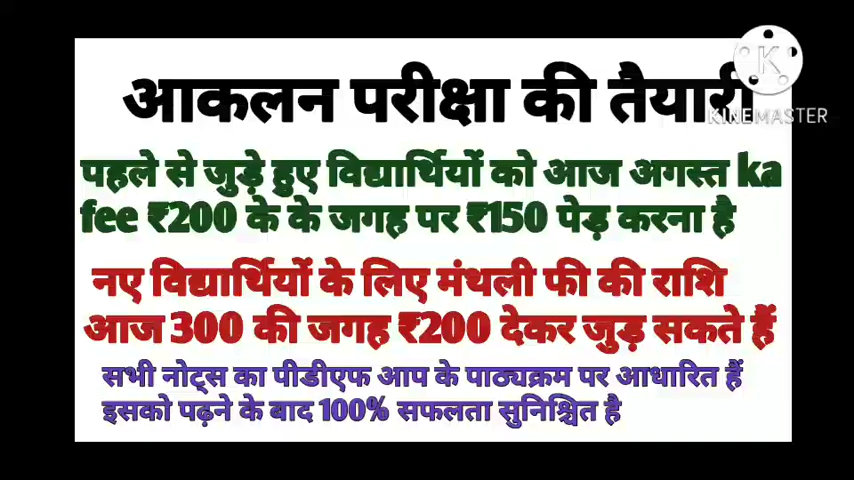 आकलन परीक्षा की तैयारी
KINEMASTER
पहले से जुड़े हुए विद्यार्थियों को आज अगस्त ka
fee ₹200 के के जगह पर ₹150 पेड़ करना है
नए विद्यार्थियों के लिए मंथली फी की राशि
आज 300 की जगह ₹200 देकर जुड़ सकते हैं
सभी नोट्स का पीडीएफ आप के पाठ्यक्रम पर आधारित हैं
इसको पढ़ने के बाद 100% सफलता सुनिश्चित है